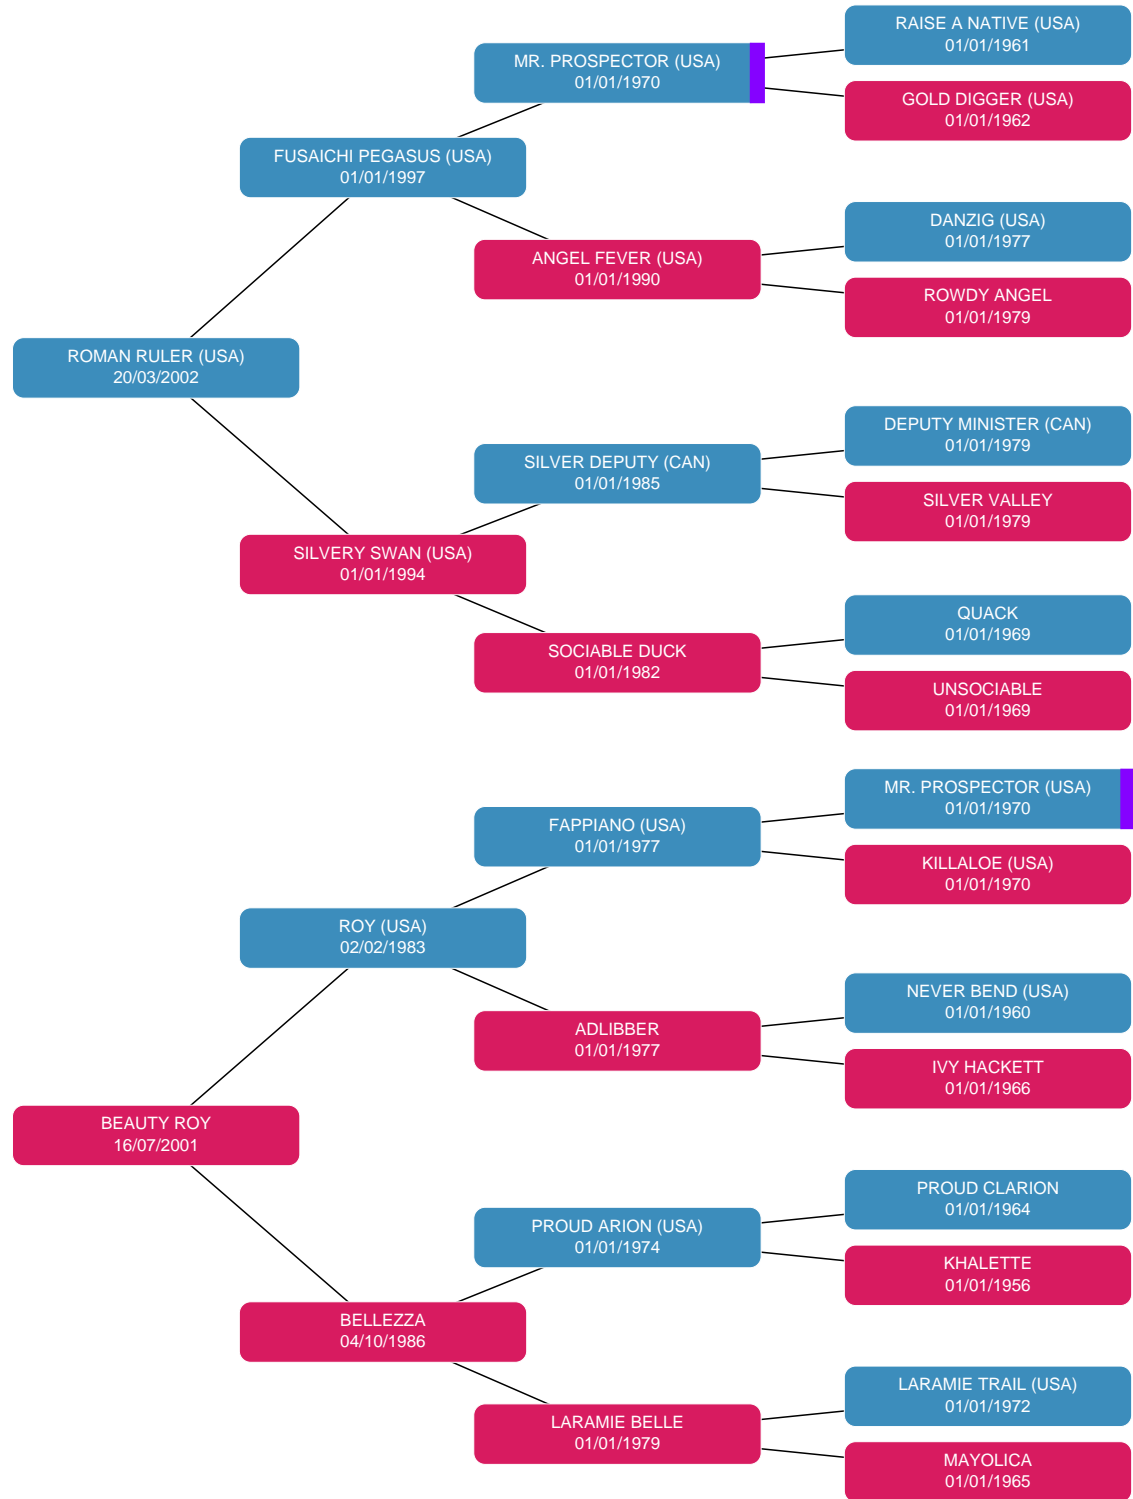 RAISE A NATIVE (USA)
01/01/1961
MR. PROSPECTOR (USA)
01/01/1970
GOLD DIGGER (USA)
01/01/1962
FUSAICHI PEGASUS (USA)
01/01/1997
DANZIG (USA)
01/01/1977
ANGEL FEVER (USA)
01/01/1990
ROWDY ANGEL
01/01/1979
ROMAN RULER (USA)
20/03/2002
DEPUTY MINISTER (CAN)
01/01/1979
SILVER DEPUTY (CAN)
01/01/1985
SILVER VALLEY
01/01/1979
SILVERY SWAN (USA)
01/01/1994
QUACK
01/01/1969
SOCIABLE DUCK
01/01/1982
UNSOCIABLE
01/01/1969
MR. PROSPECTOR (USA)
01/01/1970
FAPPIANO (USA)
01/01/1977
KILLALOE (USA)
01/01/1970
ROY (USA)
02/02/1983
NEVER BEND (USA)
01/01/1960
ADLIBBER
01/01/1977
IVY HACKETT
01/01/1966
BEAUTY ROY
16/07/2001
PROUD CLARION
01/01/1964
PROUD ARION (USA)
01/01/1974
KHALETTE
01/01/1956
BELLEZZA
04/10/1986
LARAMIE TRAIL (USA)
01/01/1972
LARAMIE BELLE
01/01/1979
MAYOLICA
01/01/1965